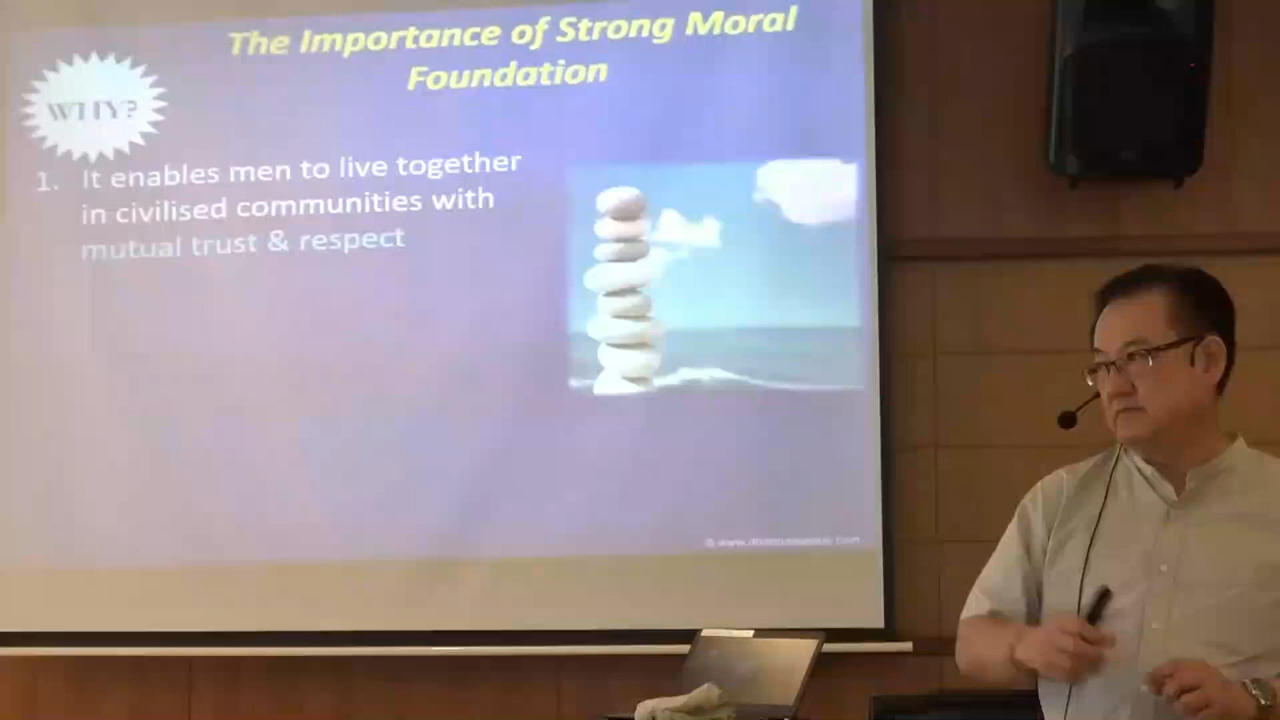 The Importance of Strong Moral
Foundation
WHY?
1. It enables men to live together
in civilised communities with
mutual trust & respect